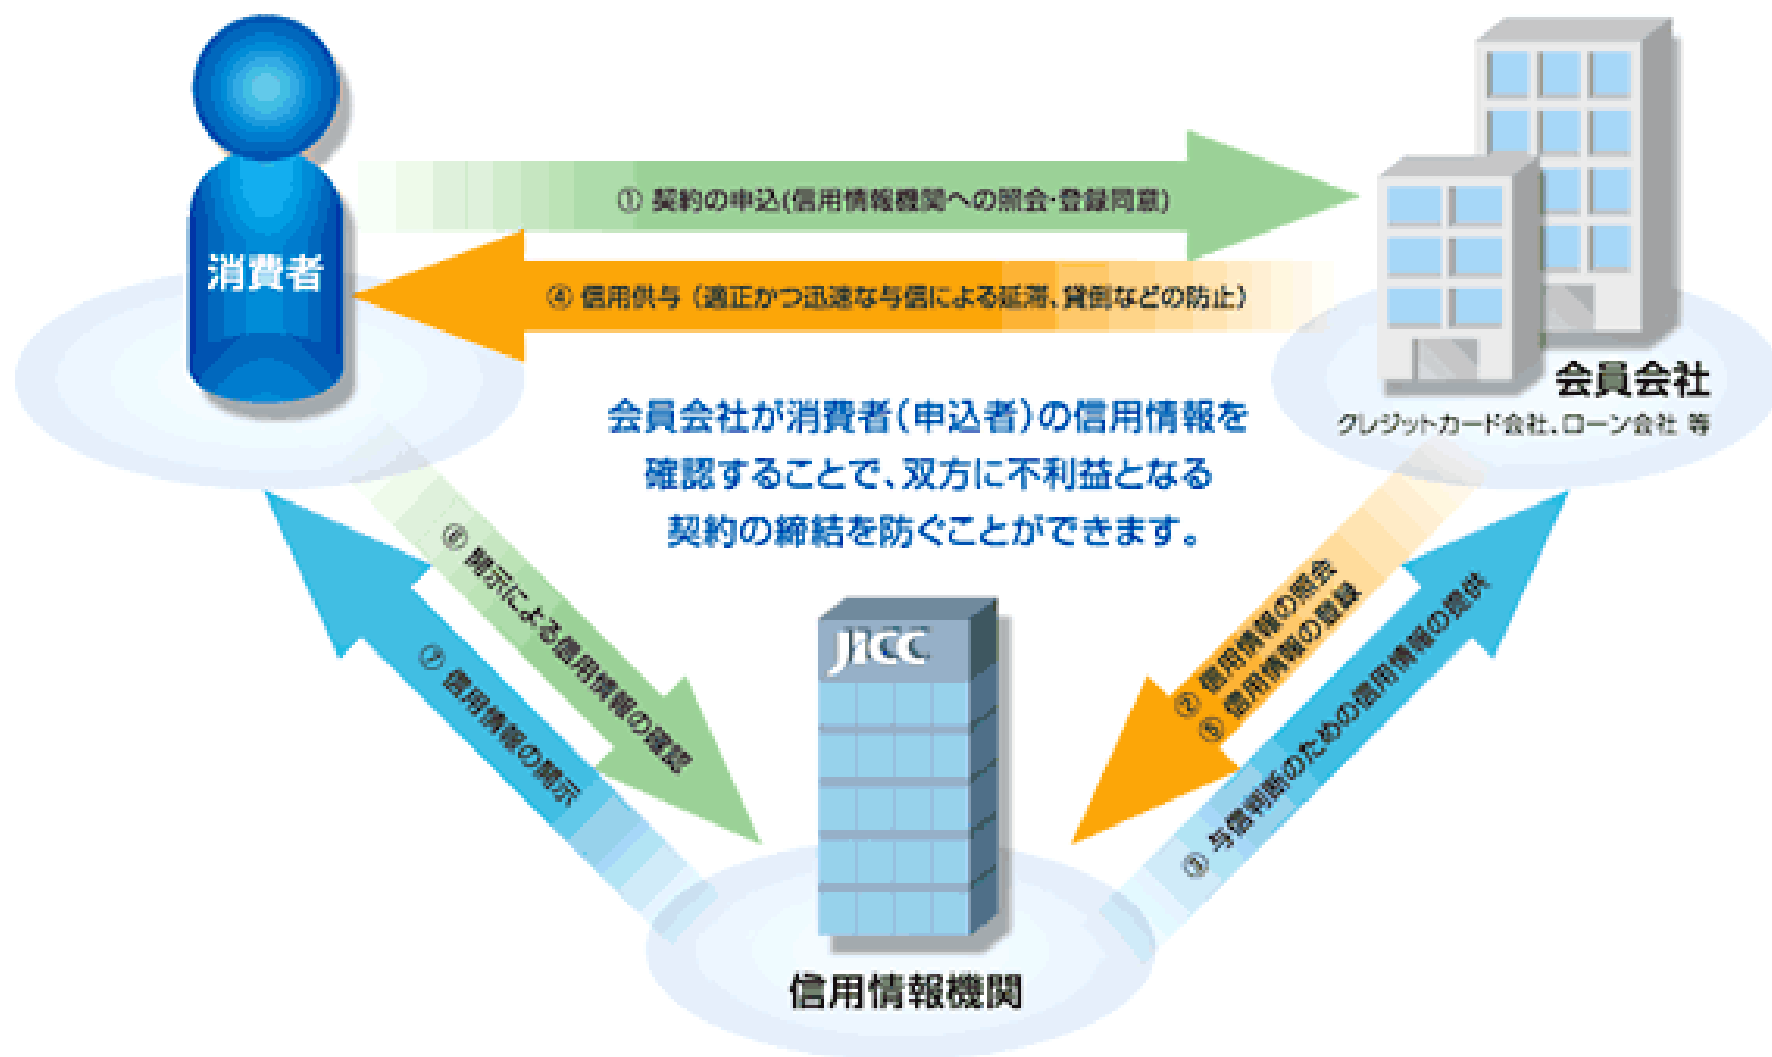 ① 契約の申込(信用情報機関への照会・登録同意)
消費者
④ 信用供与（適正かつ迅速な与信による延滞、貸倒などの防止）
会員会社
クレジットカード会社、ローン会社 等
会員会社が消費者（申込者）の信用情報を
確認することで、双方に不利益となる
契約の締結を防ぐことができます。
⑥ 開示による信用情報の確認
⑦ 信用情報の開示
② 信用情報の照会
⑤ 信用情報の登録
③ 与信判断のための信用情報の提供
JICC
信用情報機関